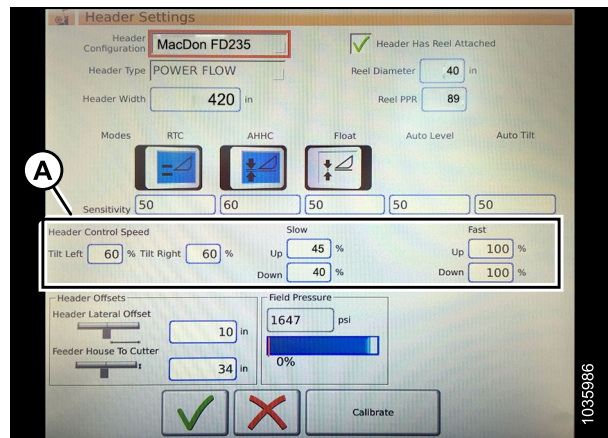 Header Settings
Header Configuration MacDon FD235
Header Has Reel Attached
Header Type POWER FLOW
Reel Diameter 40 in
Header Width 420 in
Reel PPR 89
Modes RTC AHHC Float Auto Level Auto Tilt
A
Sensitivity 50 60 50 50 50
Header Control Speed
Slow Fast
Tilt Left 60 % Tilt Right 60 % Up 45 % Up 100 %
Down 40 % Down 100 %
Header Offsets Field Pressure
Header Lateral Offset
10 in
1647 psi
Feeder House To Cutter
34 in
0%
Calibrate
1035986